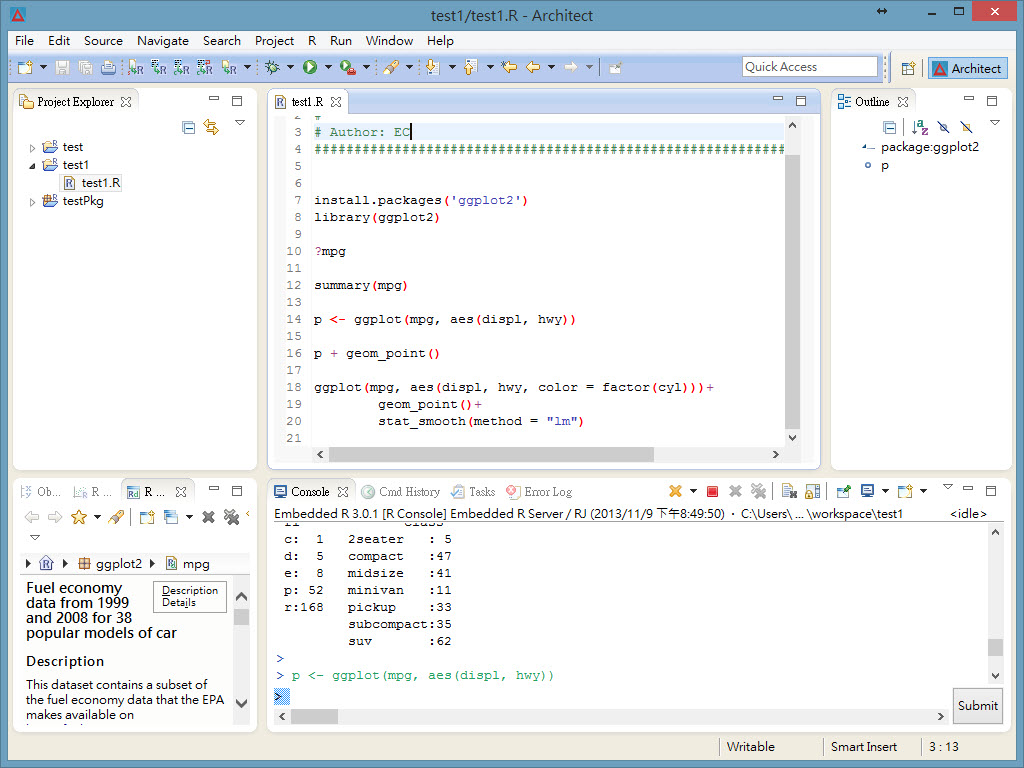 test1/test1.R - Architect
File Edit Source Navigate Search Project R Run Window Help
Quick Access
Architect
Project Explorer
test
test1
test1.R
testPkg
test1.R
2 #
3 # Author: EC
4 ###########################################################
5
6
7 install.packages('ggplot2')
8 library(ggplot2)
9
10 ?mpg
11
12 summary(mpg)
13
14 p <- ggplot(mpg, aes(displ, hwy))
15
16 p + geom_point()
17
18 ggplot(mpg, aes(displ, hwy, color = factor(cyl)))+
19 geom_point()+
20 stat_smooth(method = "lm")
21
Outline
package:ggplot2
p
Ob... R ... R ...
ggplot2 mpg
Fuel economy
data from 1999
and 2008 for 38
popular models of car
Description
Details
Description
This dataset contains a subset of
the fuel economy data that the EPA
makes available on
Console Cmd History Tasks Error Log
Embedded R 3.0.1 [R Console] Embedded R Server / RJ (2013/11/9 下午8:49:50) · C:\Users\ ... \workspace\test1 <idle>
fl class
c: 1 2seater : 5
d: 5 compact :47
e: 8 midsize :41
p: 52 minivan :11
r:168 pickup :33
subcompact:35
suv :62
>
> p <- ggplot(mpg, aes(displ, hwy))
>
Submit
Writable Smart Insert 3 : 13